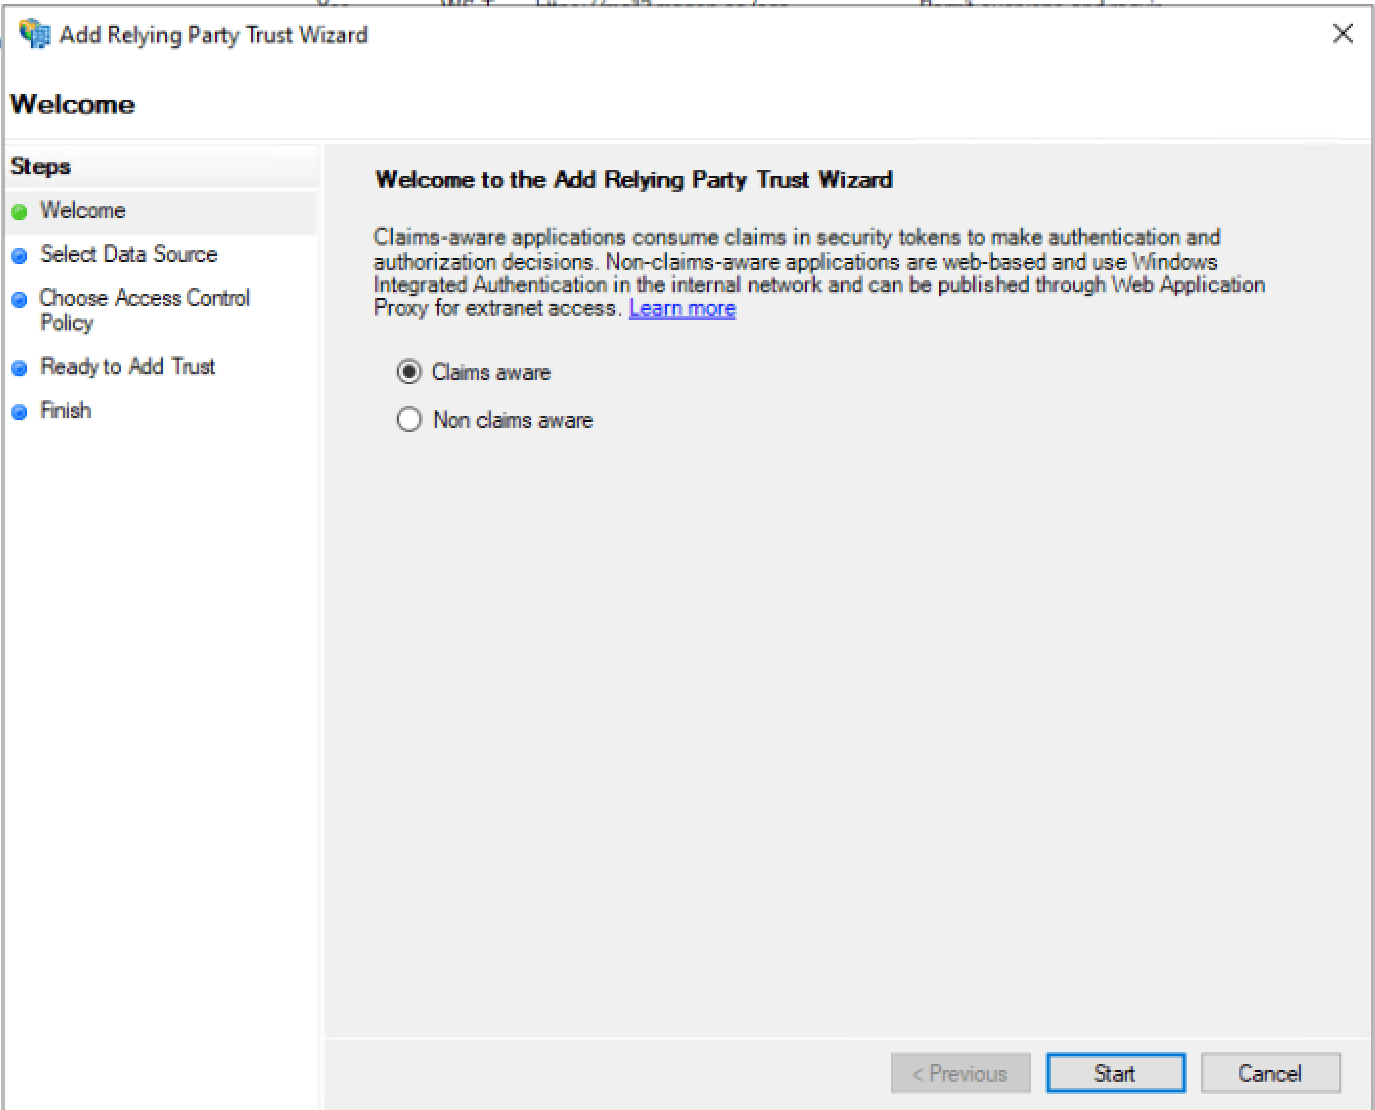 Add Relying Party Trust Wizard
Welcome
Steps
Welcome
Select Data Source
Choose Access Control
Policy
Ready to Add Trust
Finish
Welcome to the Add Relying Party Trust Wizard
Claims-aware applications consume claims in security tokens to make authentication and
authorization decisions. Non-claims-aware applications are web-based and use Windows
Integrated Authentication in the internal network and can be published through Web Application
Proxy for extranet access. Learn more
Claims aware
Non claims aware
< Previous
Start
Cancel